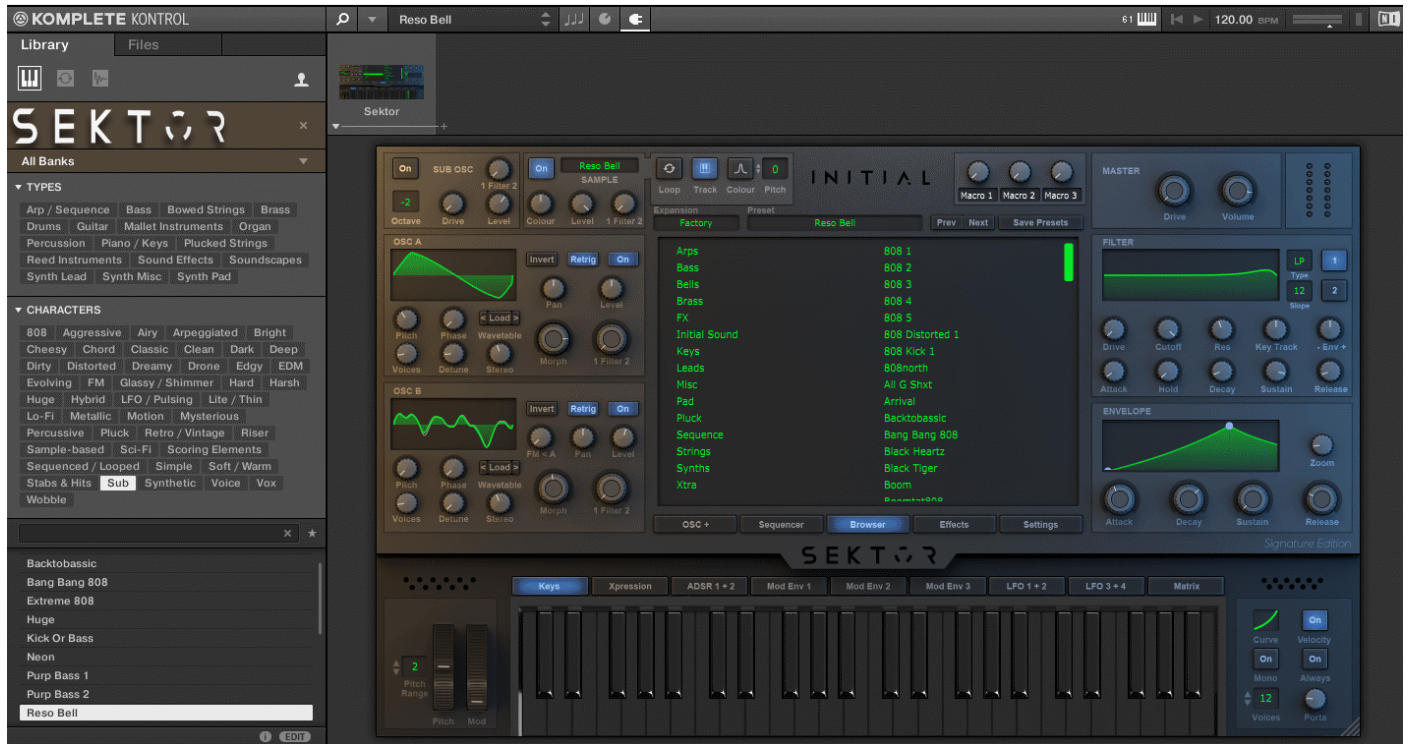 KOMPLETE KONTROL
Reso Bell
61
120.00 BPM
Library
Files
SEKTOR
All Banks
TYPES
Arp / Sequence Bass Bowed Strings Brass
Drums Guitar Mallet Instruments Organ
Percussion Piano / Keys Plucked Strings
Reed Instruments Sound Effects Soundscapes
Synth Lead Synth Misc Synth Pad
CHARACTERS
808 Aggressive Airy Arpeggiated Bright
Cheesy Chord Classic Clean Dark Deep
Dirty Distorted Dreamy Drone Edgy EDM
Evolving FM Glassy / Shimmer Hard Harsh
Huge Hybrid LFO / Pulsing Lite / Thin
Lo-Fi Metallic Motion Mysterious
Percussive Pluck Retro / Vintage Riser
Sample-based Sci-Fi Scoring Elements
Sequenced / Looped Simple Soft / Warm
Stabs & Hits Sub Synthetic Voice Vox
Wobble
Backtobassic
Bang Bang 808
Extreme 808
Huge
Kick Or Bass
Neon
Purp Bass 1
Purp Bass 2
Reso Bell
EDIT
Sektor
On SUB OSC
1 Filter 2
-2
Octave Drive Level
On Reso Bell
SAMPLE
Colour Level 1 Filter 2
0
Loop Track Colour Pitch
INITIAL
Macro 1 Macro 2 Macro 3
Expansion Preset
Factory Reso Bell Prev Next Save Presets
OSC A
Invert Retrig On
Pan Level
< Load >
Pitch Phase Wavetable
Morph 1 Filter 2
Voices Detune Stereo
OSC B
Invert Retrig On
FM < A Pan Level
< Load >
Pitch Phase Wavetable
Morph 1 Filter 2
Voices Detune Stereo
Arps 808 1
Bass 808 2
Bells 808 3
Brass 808 4
FX 808 5
Initial Sound 808 Distorted 1
Keys 808 Kick 1
Leads 808north
Misc All G Shxt
Pad Arrival
Pluck Backtobassic
Sequence Bang Bang 808
Strings Black Heartz
Synths Black Tiger
Xtra Boom
Boomtat808
OSC + Sequencer Browser Effects Settings
MASTER
Drive Volume
FILTER
LP 1
Type
12 2
Slope
Drive Cutoff Res Key Track - Env +
Attack Hold Decay Sustain Release
ENVELOPE
Zoom
Attack Decay Sustain Release
Signature Edition
SEKTOR
Keys Xpression ADSR 1 + 2 Mod Env 1 Mod Env 2 Mod Env 3 LFO 1 + 2 LFO 3 + 4 Matrix
2
Pitch
Range
Pitch Mod
On
Curve Velocity
On On
Mono Always
12
Voices Porta